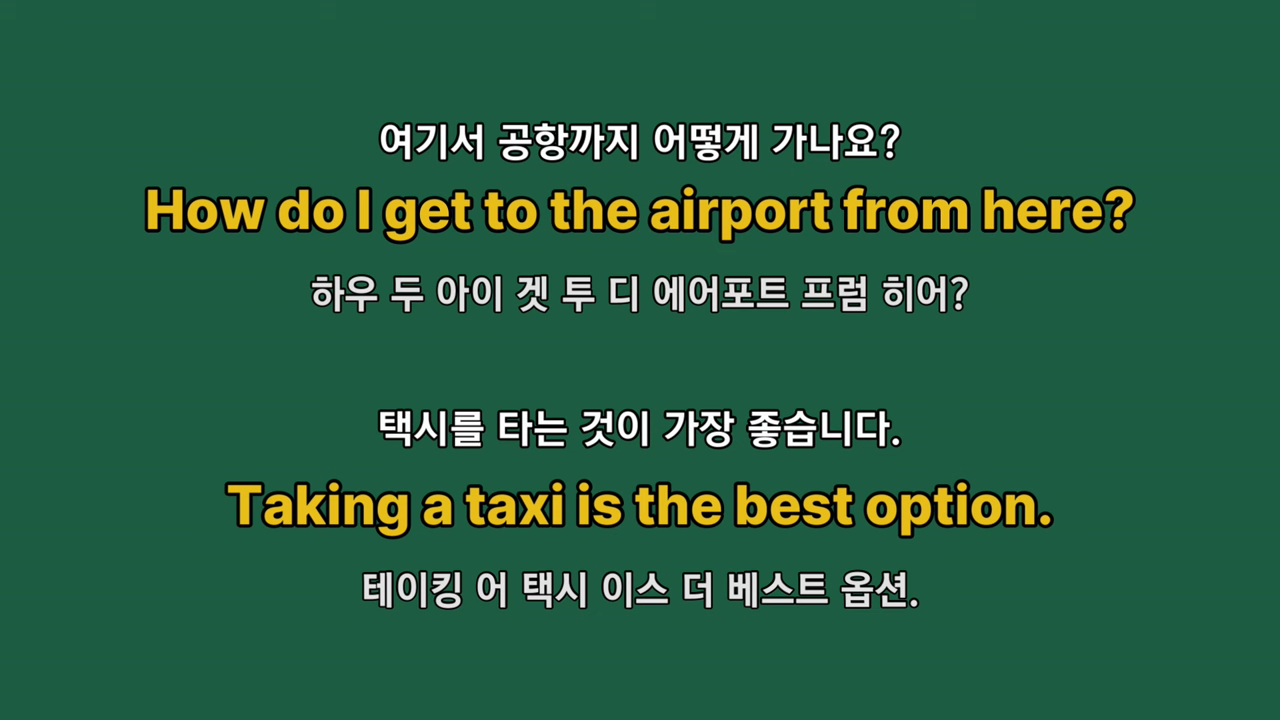 여기서 공항까지 어떻게 가나요?
How do I get to the airport from here?
하우 두 아이 겟 투 디 에어포트 프럼 히어?
택시를 타는 것이 가장 좋습니다.
Taking a taxi is the best option.
테이킹 어 택시 이스 더 베스트 옵션.